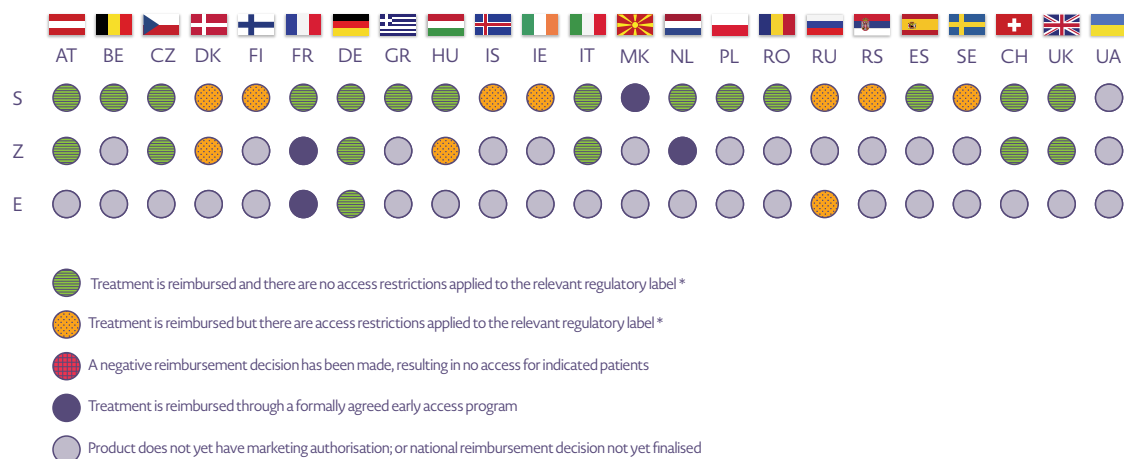 AT BE CZ DK FI FR DE GR HU IS IE IT MK NL PL RO RU RS ES SE CH UK UA
S
Z
E
Treatment is reimbursed and there are no access restrictions applied to the relevant regulatory label *
Treatment is reimbursed but there are access restrictions applied to the relevant regulatory label *
A negative reimbursement decision has been made, resulting in no access for indicated patients
Treatment is reimbursed through a formally agreed early access program
Product does not yet have marketing authorisation; or national reimbursement decision not yet finalised